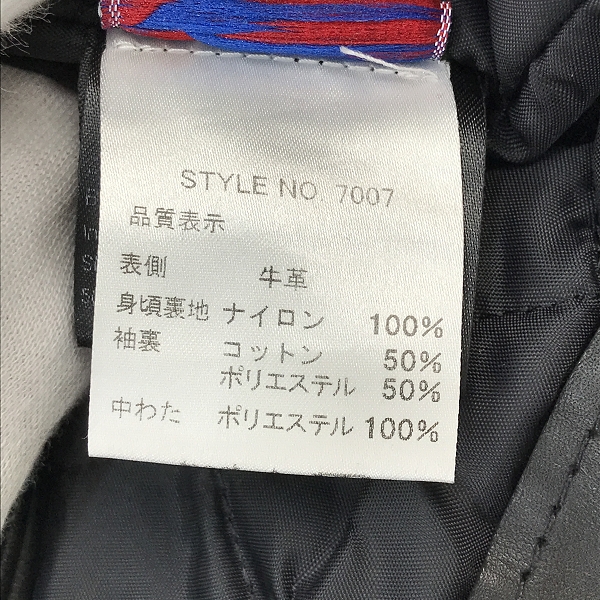 STYLE NO. 7007
品質表示
表側 牛革
身頃裏地 ナイロン 100%
袖裏 コットン 50%
ポリエステル 50%
中わた ポリエステル 100%